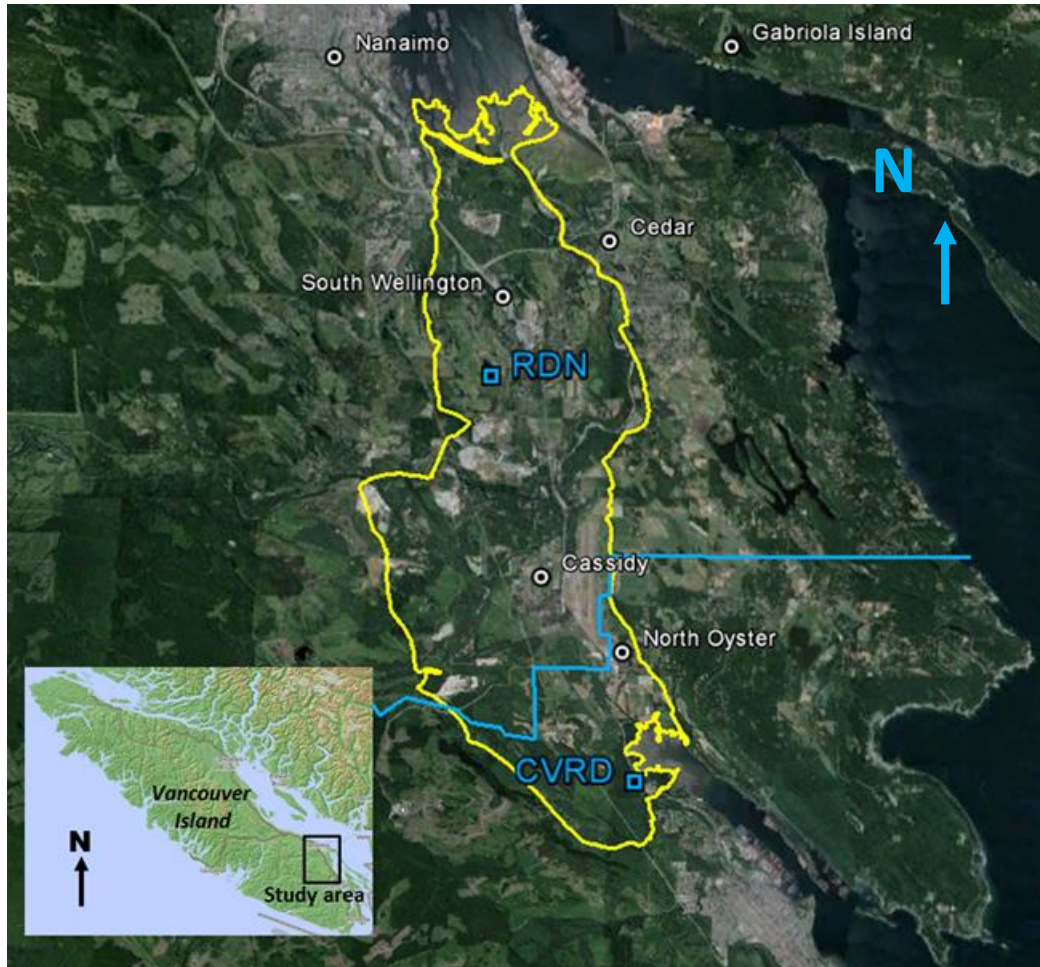 Nanaimo
Gabriola Island
N
Cedar
South Wellington
RDN
Cassidy
North Oyster
CVRD
Vancouver
Island
N
Study area